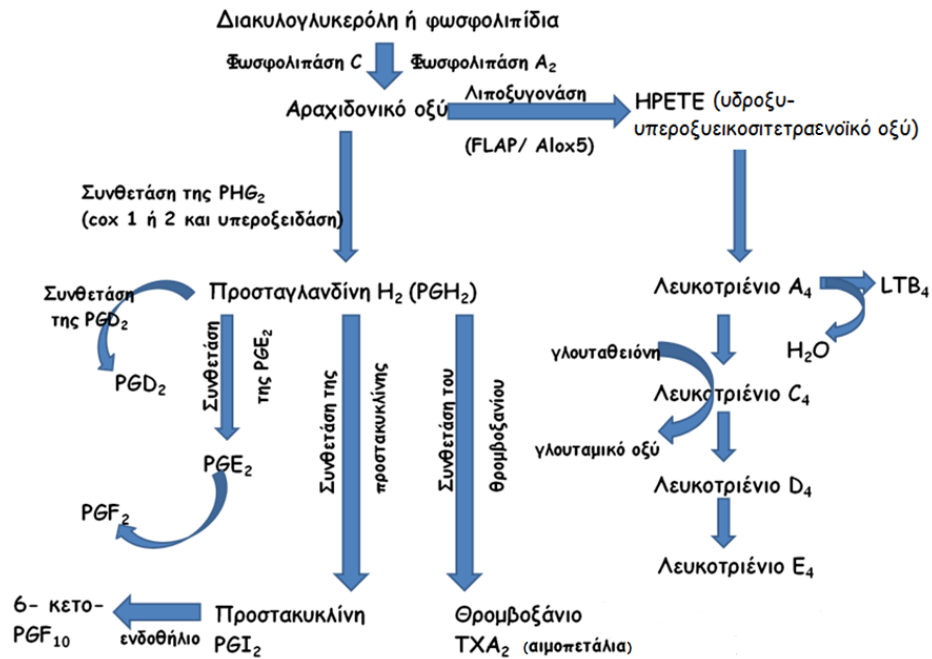 Διακυλογλυκερόλη ή φωσφολιπίδια
Φωσφολιπάση C
Φωσφολιπάση A₂
Αραχιδονικό οξύ
Λιποξυγονάση
(FLAP/ Alox5)
HPETE (υδροξυ-
υπεροξυεικοσιτετραενοϊκό οξύ)
Συνθετάση της PHG₂
(cox 1 ή 2 και υπεροξειδάση)
Προσταγλανδίνη H₂ (PGH₂)
Συνθετάση
της PGD₂
PGD₂
Συνθετάση
της PGE₂
PGE₂
PGF₂
Συνθετάση της
προστακυκλίνης
Συνθετάση του
θρομβοξανίου
Προστακυκλίνη
PGI₂
ενδοθήλιο
6- κετο-
PGF₁₀
Θρομβοξάνιο
TXA₂ (αιμοπετάλια)
Λευκοτριένιο A₄
LTB₄
H₂O
γλουταθειόνη
Λευκοτριένιο C₄
γλουταμικό οξύ
Λευκοτριένιο D₄
Λευκοτριένιο E₄